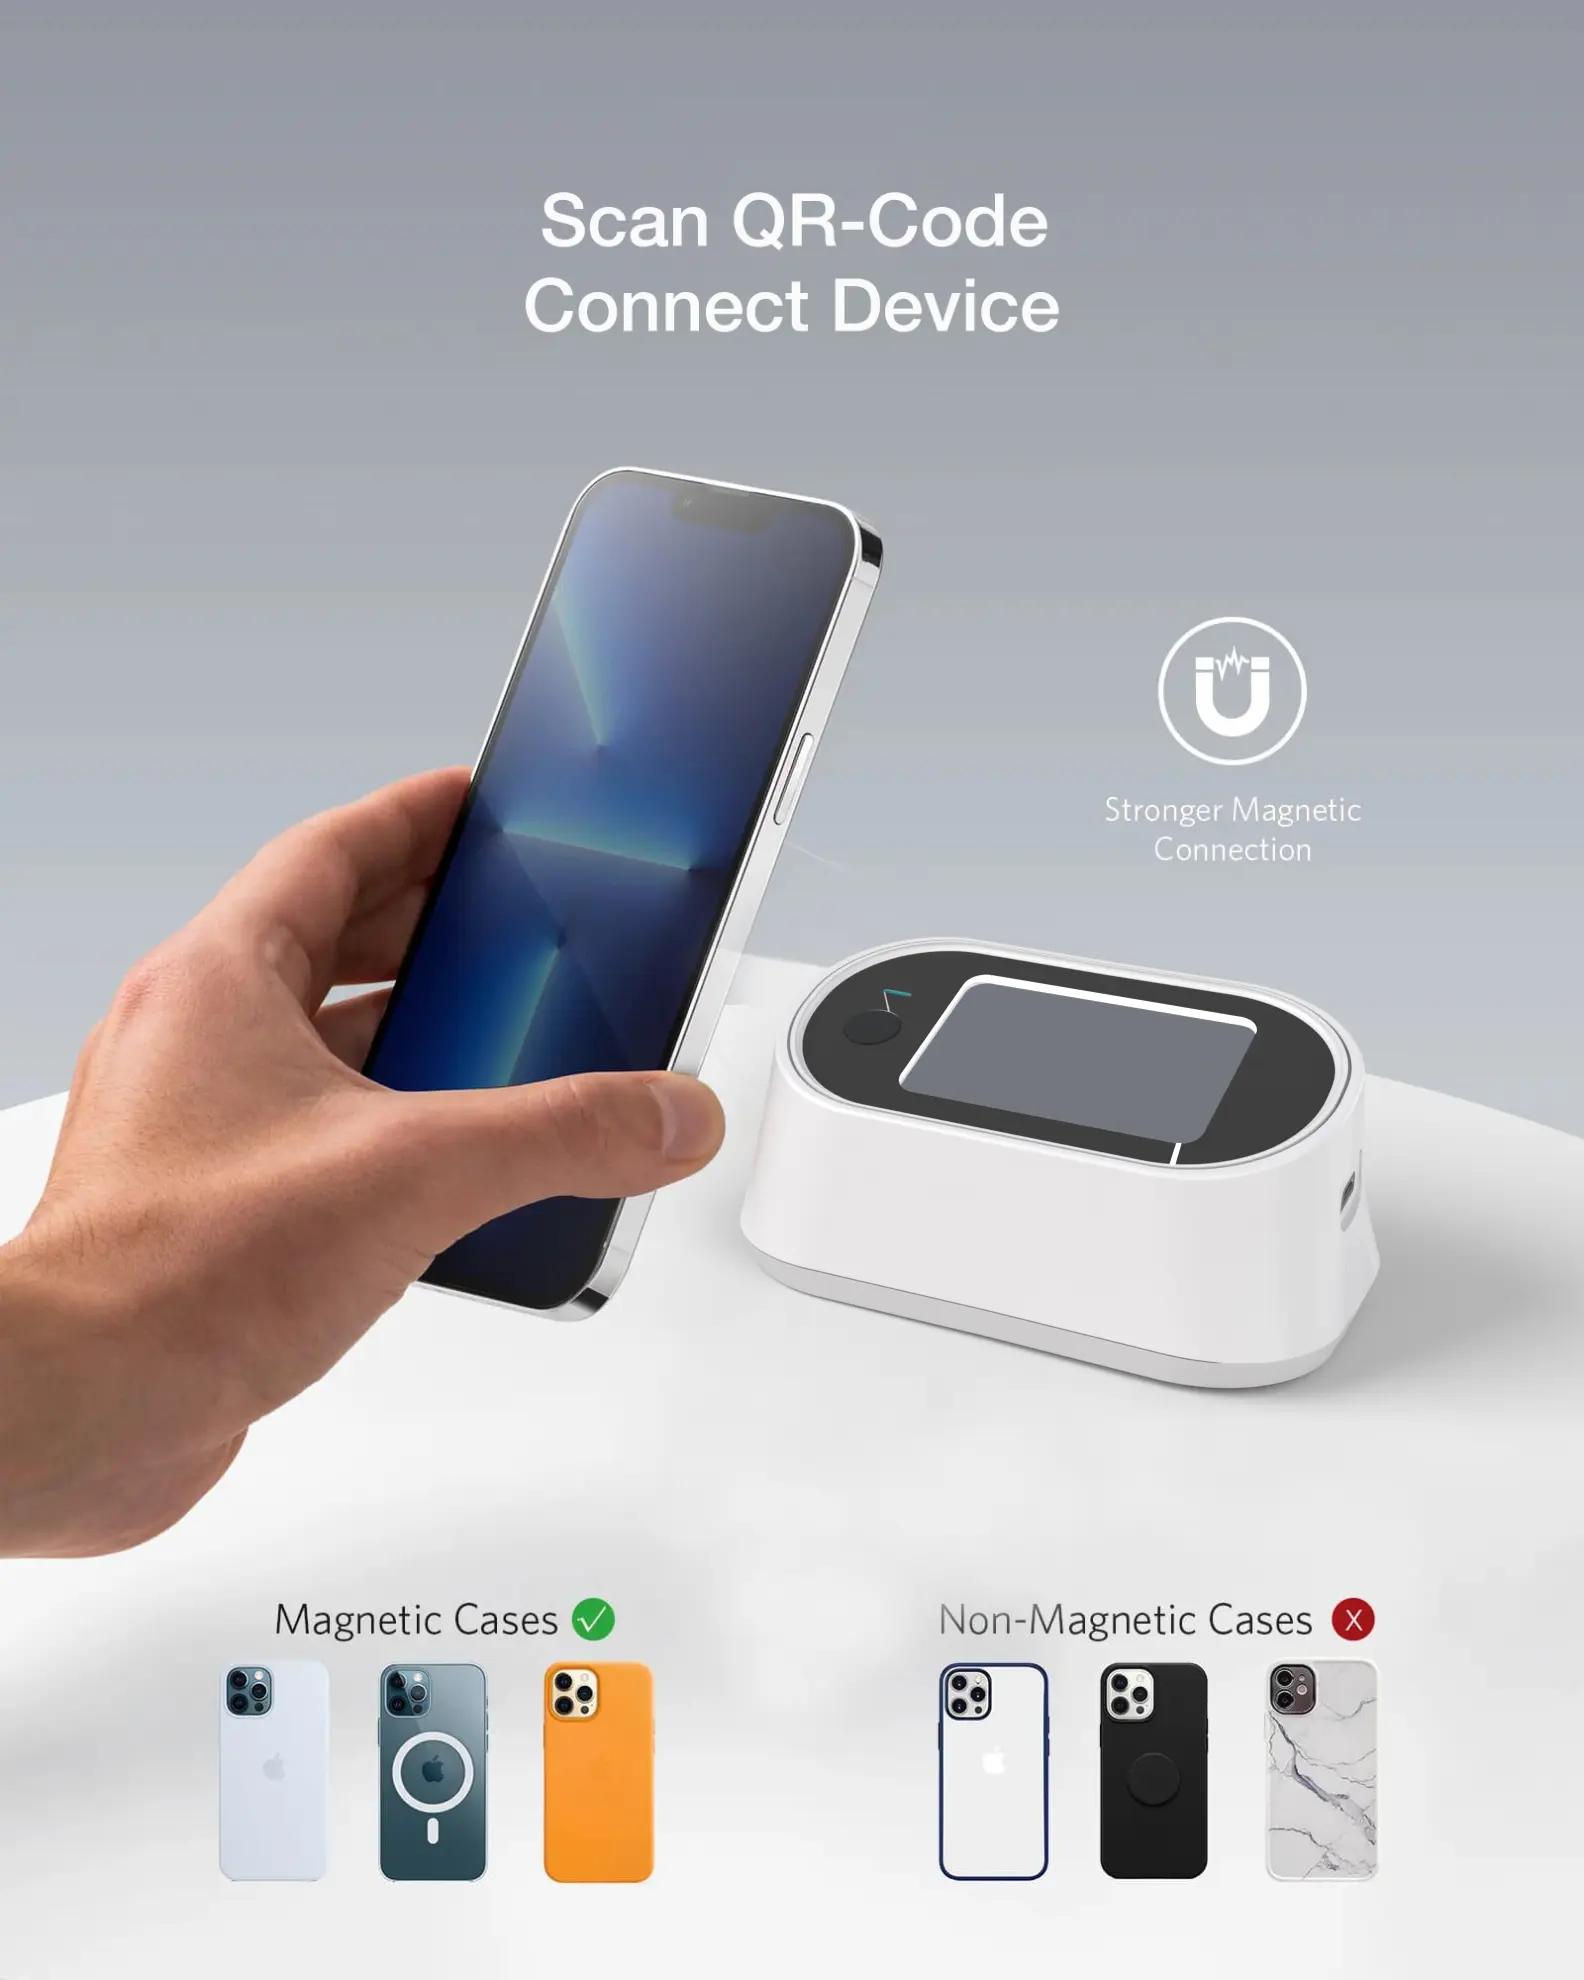 Scan QR-Code
Connect Device
Stronger Magnetic
Connection
Magnetic Cases
Non-Magnetic Cases X